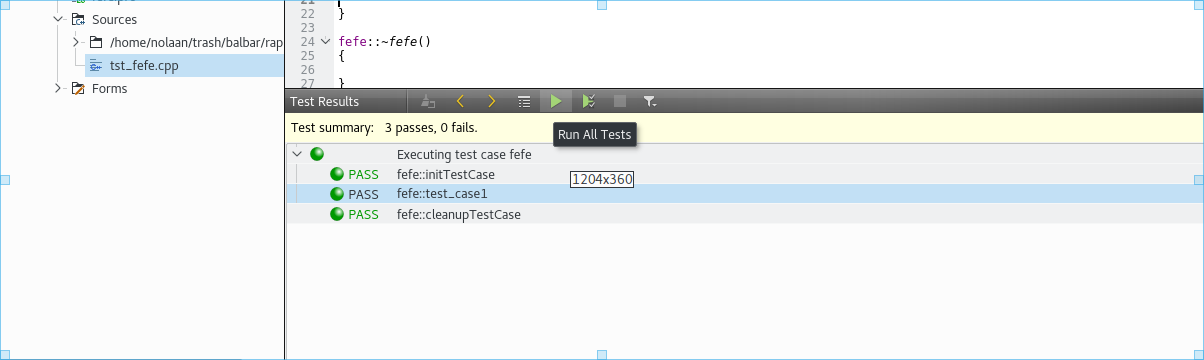 Sources
/home/nolaan/trash/balbar/rap
tst_fefe.cpp
Forms
22 }
23
24 fefe::~fefe()
25 {
26
27 }
Test Results
Test summary: 3 passes, 0 fails.
Run All Tests
Executing test case fefe
PASS fefe::initTestCase
1204x360
PASS fefe::test_case1
PASS fefe::cleanupTestCase